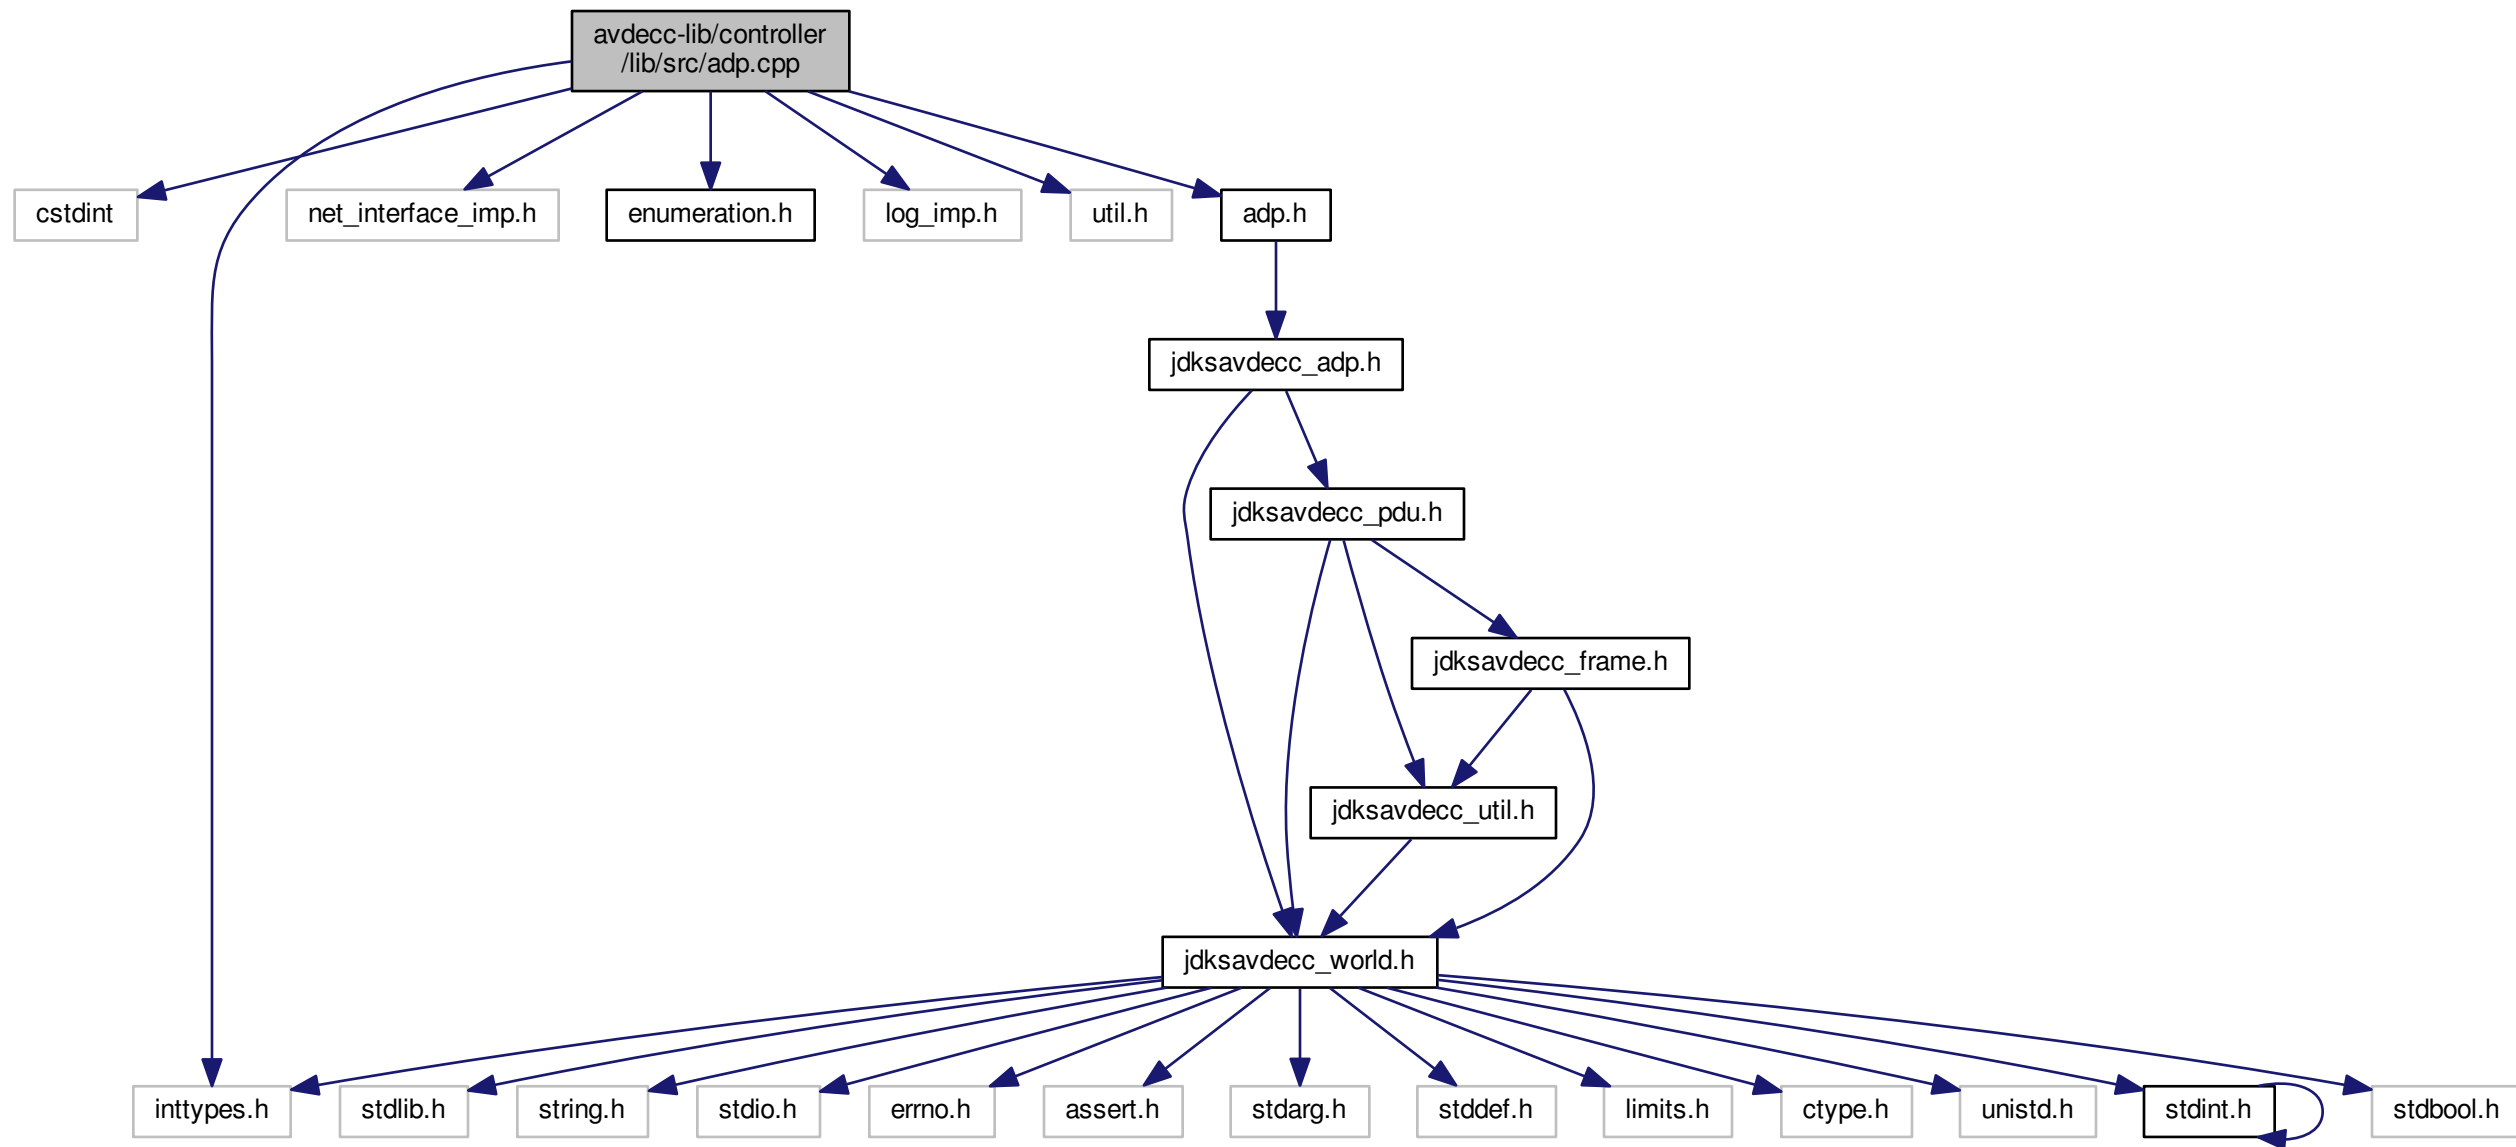 avdecc-lib/controller
/lib/src/adp.cpp
cstdint
net_interface_imp.h
enumeration.h
log_imp.h
util.h
adp.h
jdksavdecc_adp.h
jdksavdecc_pdu.h
jdksavdecc_frame.h
jdksavdecc_util.h
jdksavdecc_world.h
inttypes.h
stdlib.h
string.h
stdio.h
errno.h
assert.h
stdarg.h
stddef.h
limits.h
ctype.h
unistd.h
stdint.h
stdbool.h